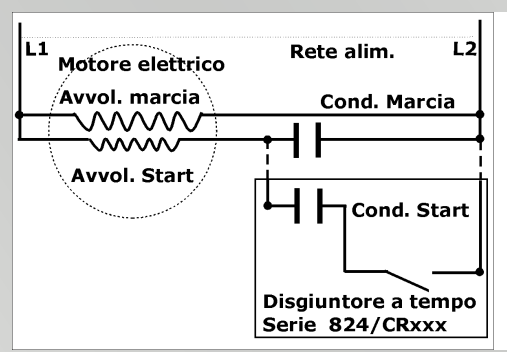 L1
Rete alim.
L2
Motore elettrico
Avvol. marcia
Cond. Marcia
Avvol. Start
Cond. Start
Disgiuntore a tempo
Serie 824/CRxxx